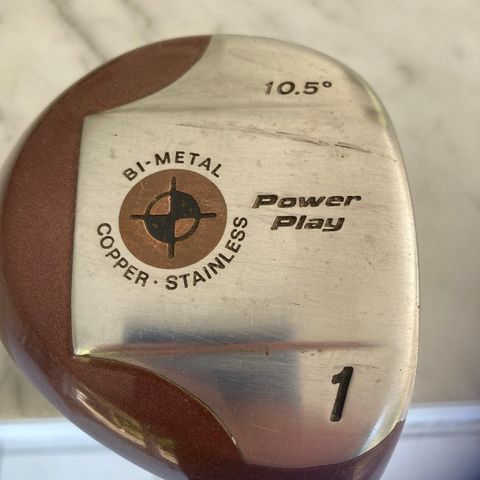 10.5°
BI-METAL
COPPER · STAINLESS
Power
Play
1